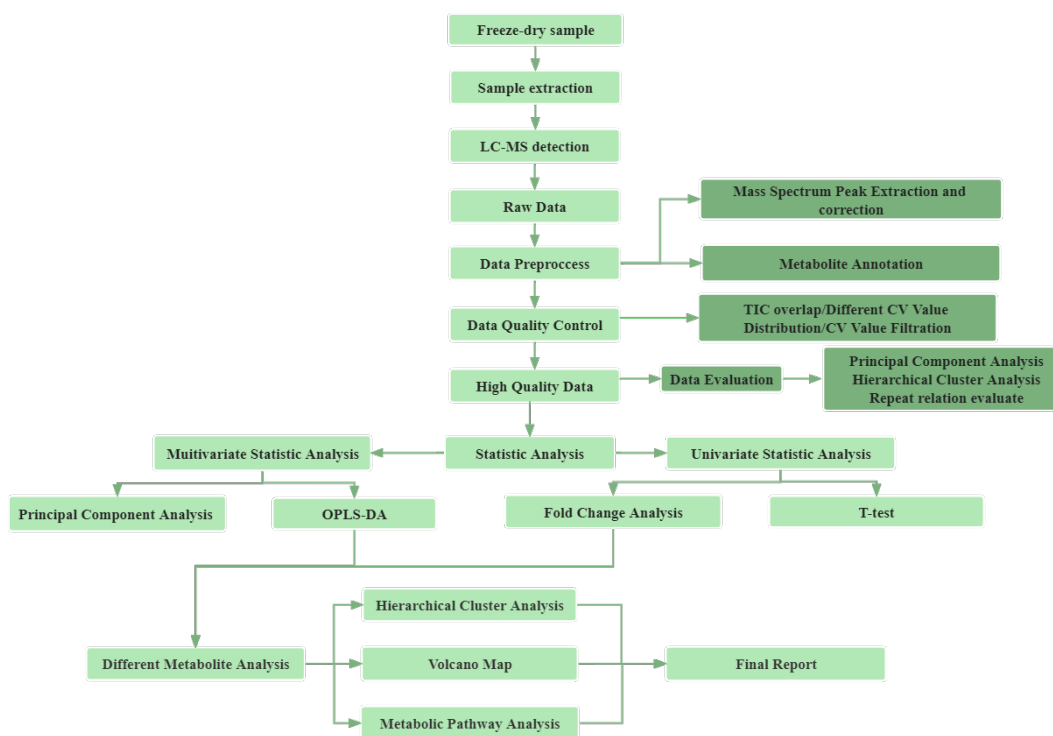 Freeze-dry sample
Sample extraction
LC-MS detection
Raw Data
Mass Spectrum Peak Extraction and
correction
Data Preproccess
Metabolite Annotation
Data Quality Control
TIC overlap/Different CV Value
Distribution/CV Value Filtration
High Quality Data
Data Evaluation
Principal Component Analysis
Hierarchical Cluster Analysis
Repeat relation evaluate
Muitivariate Statistic Analysis
Statistic Analysis
Univariate Statistic Analysis
Principal Component Analysis
OPLS-DA
Fold Change Analysis
T-test
Hierarchical Cluster Analysis
Different Metabolite Analysis
Volcano Map
Final Report
Metabolic Pathway Analysis